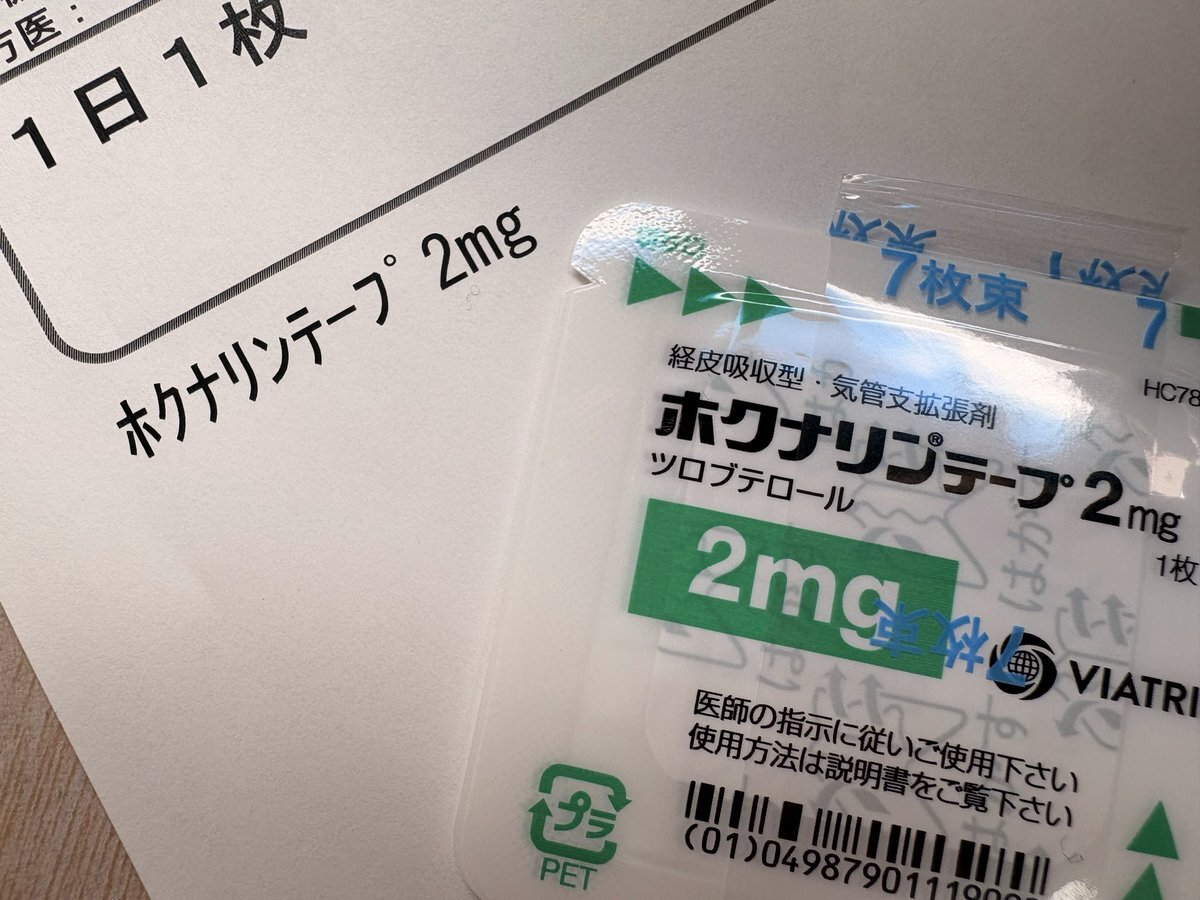 方医：
1日1枚
ホクナリンテープ 2mg
7枚束
7
経皮吸収型・気管支拡張剤
HC78
ホクナリン®テープ2mg
ツロブテロール
1枚
2mg
7枚束
VIATRI
医師の指示に従いご使用下さい
使用方法は説明書をご覧下さい
プラ
PET